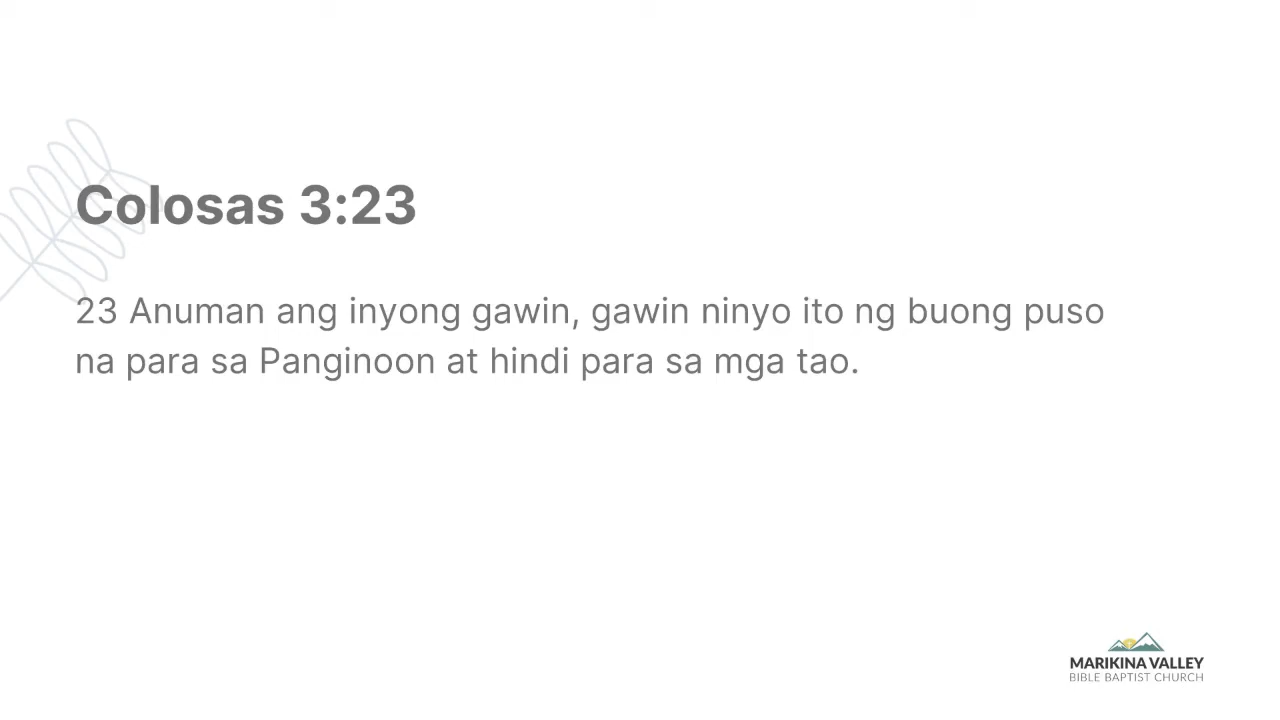 Colosas 3:23
23 Anuman ang inyong gawin, gawin ninyo ito ng buong puso
na para sa Panginoon at hindi para sa mga tao.
MARIKINA VALLEY
BIBLE BAPTIST CHURCH